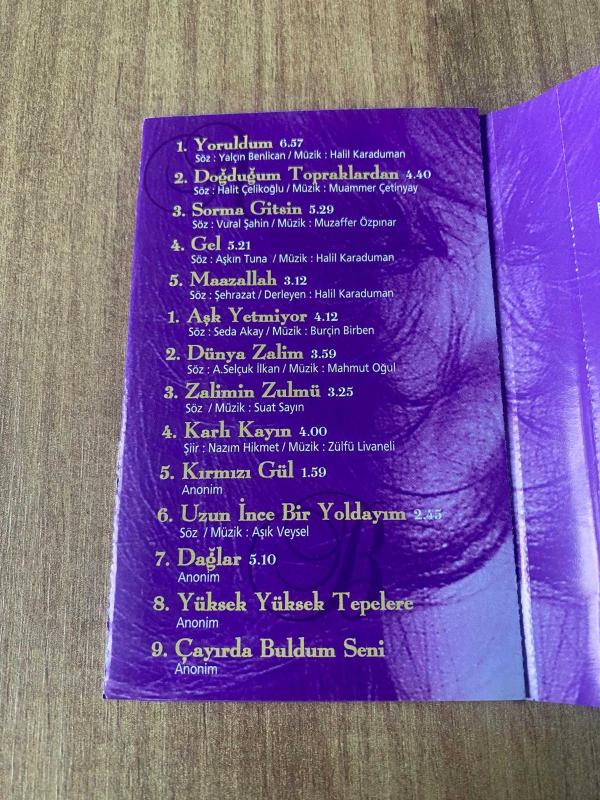 1. Yoruldum 6.57
Söz : Yalçın Benlican / Müzik : Halil Karaduman
2. Doğduğum Topraklardan 4.40
Söz : Halit Çelikoğlu / Müzik : Muammer Çetinyay
3. Sorma Gitsin 5.29
Söz : Vural Şahin / Müzik : Muzaffer Özpınar
4. Gel 5.21
Söz : Aşkın Tuna / Müzik : Halil Karaduman
5. Maazallah 3.12
Söz : Şehrazat / Derleyen : Halil Karaduman
1. Aşk Yetmiyor 4.12
Söz : Seda Akay / Müzik : Burçin Birben
2. Dünya Zalim 3.59
Söz : A.Selçuk İlkan / Müzik : Mahmut Oğul
3. Zalimin Zulmü 3.25
Söz / Müzik : Suat Sayın
4. Karlı Kayın 4.00
Şiir : Nazım Hikmet / Müzik : Zülfü Livaneli
5. Kırmızı Gül 1.59
Anonim
6. Uzun İnce Bir Yoldayım 2.45
Söz / Müzik : Aşık Veysel
7. Dağlar 5.10
Anonim
8. Yüksek Yüksek Tepelere
Anonim
9. Çayırda Buldum Seni
Anonim